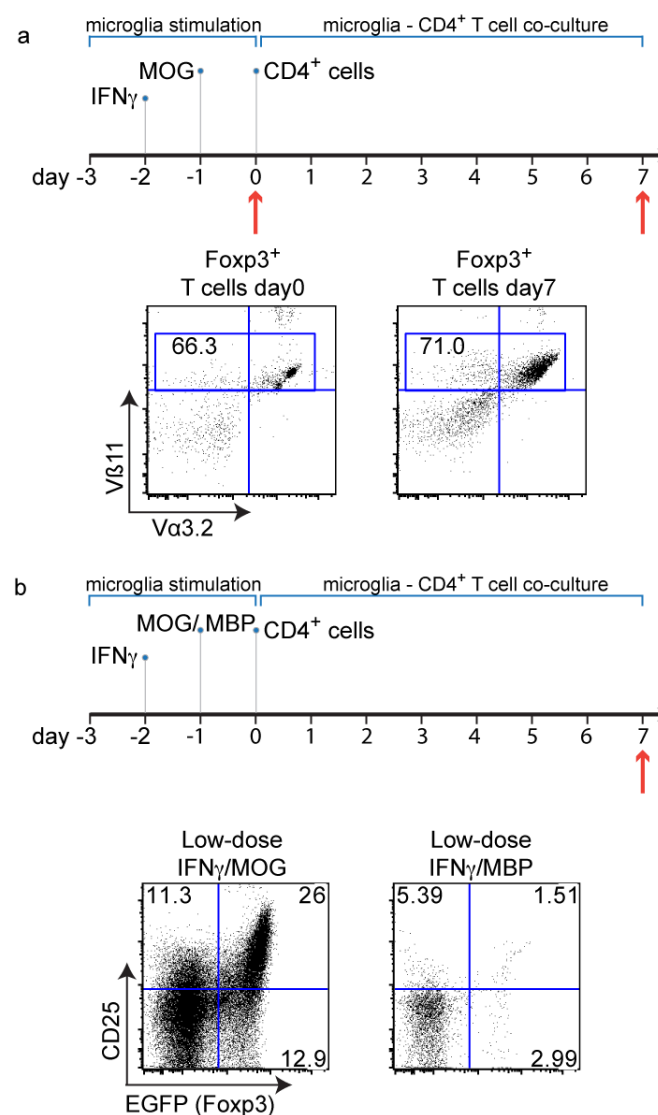 a
microglia stimulation microglia - CD4+ T cell co-culture
MOG CD4+ cells
IFNγ
day -3 -2 -1 0 1 2 3 4 5 6 7
Foxp3+ Foxp3+
T cells day0 T cells day7
66.3 71.0
Vß11
Vα3.2
b
microglia stimulation microglia - CD4+ T cell co-culture
MOG/MBP CD4+ cells
IFNγ
day -3 -2 -1 0 1 2 3 4 5 6 7
Low-dose Low-dose
IFNγ/MOG IFNγ/MBP
11.3 26 5.39 1.51
CD25
12.9 2.99
EGFP (Foxp3)